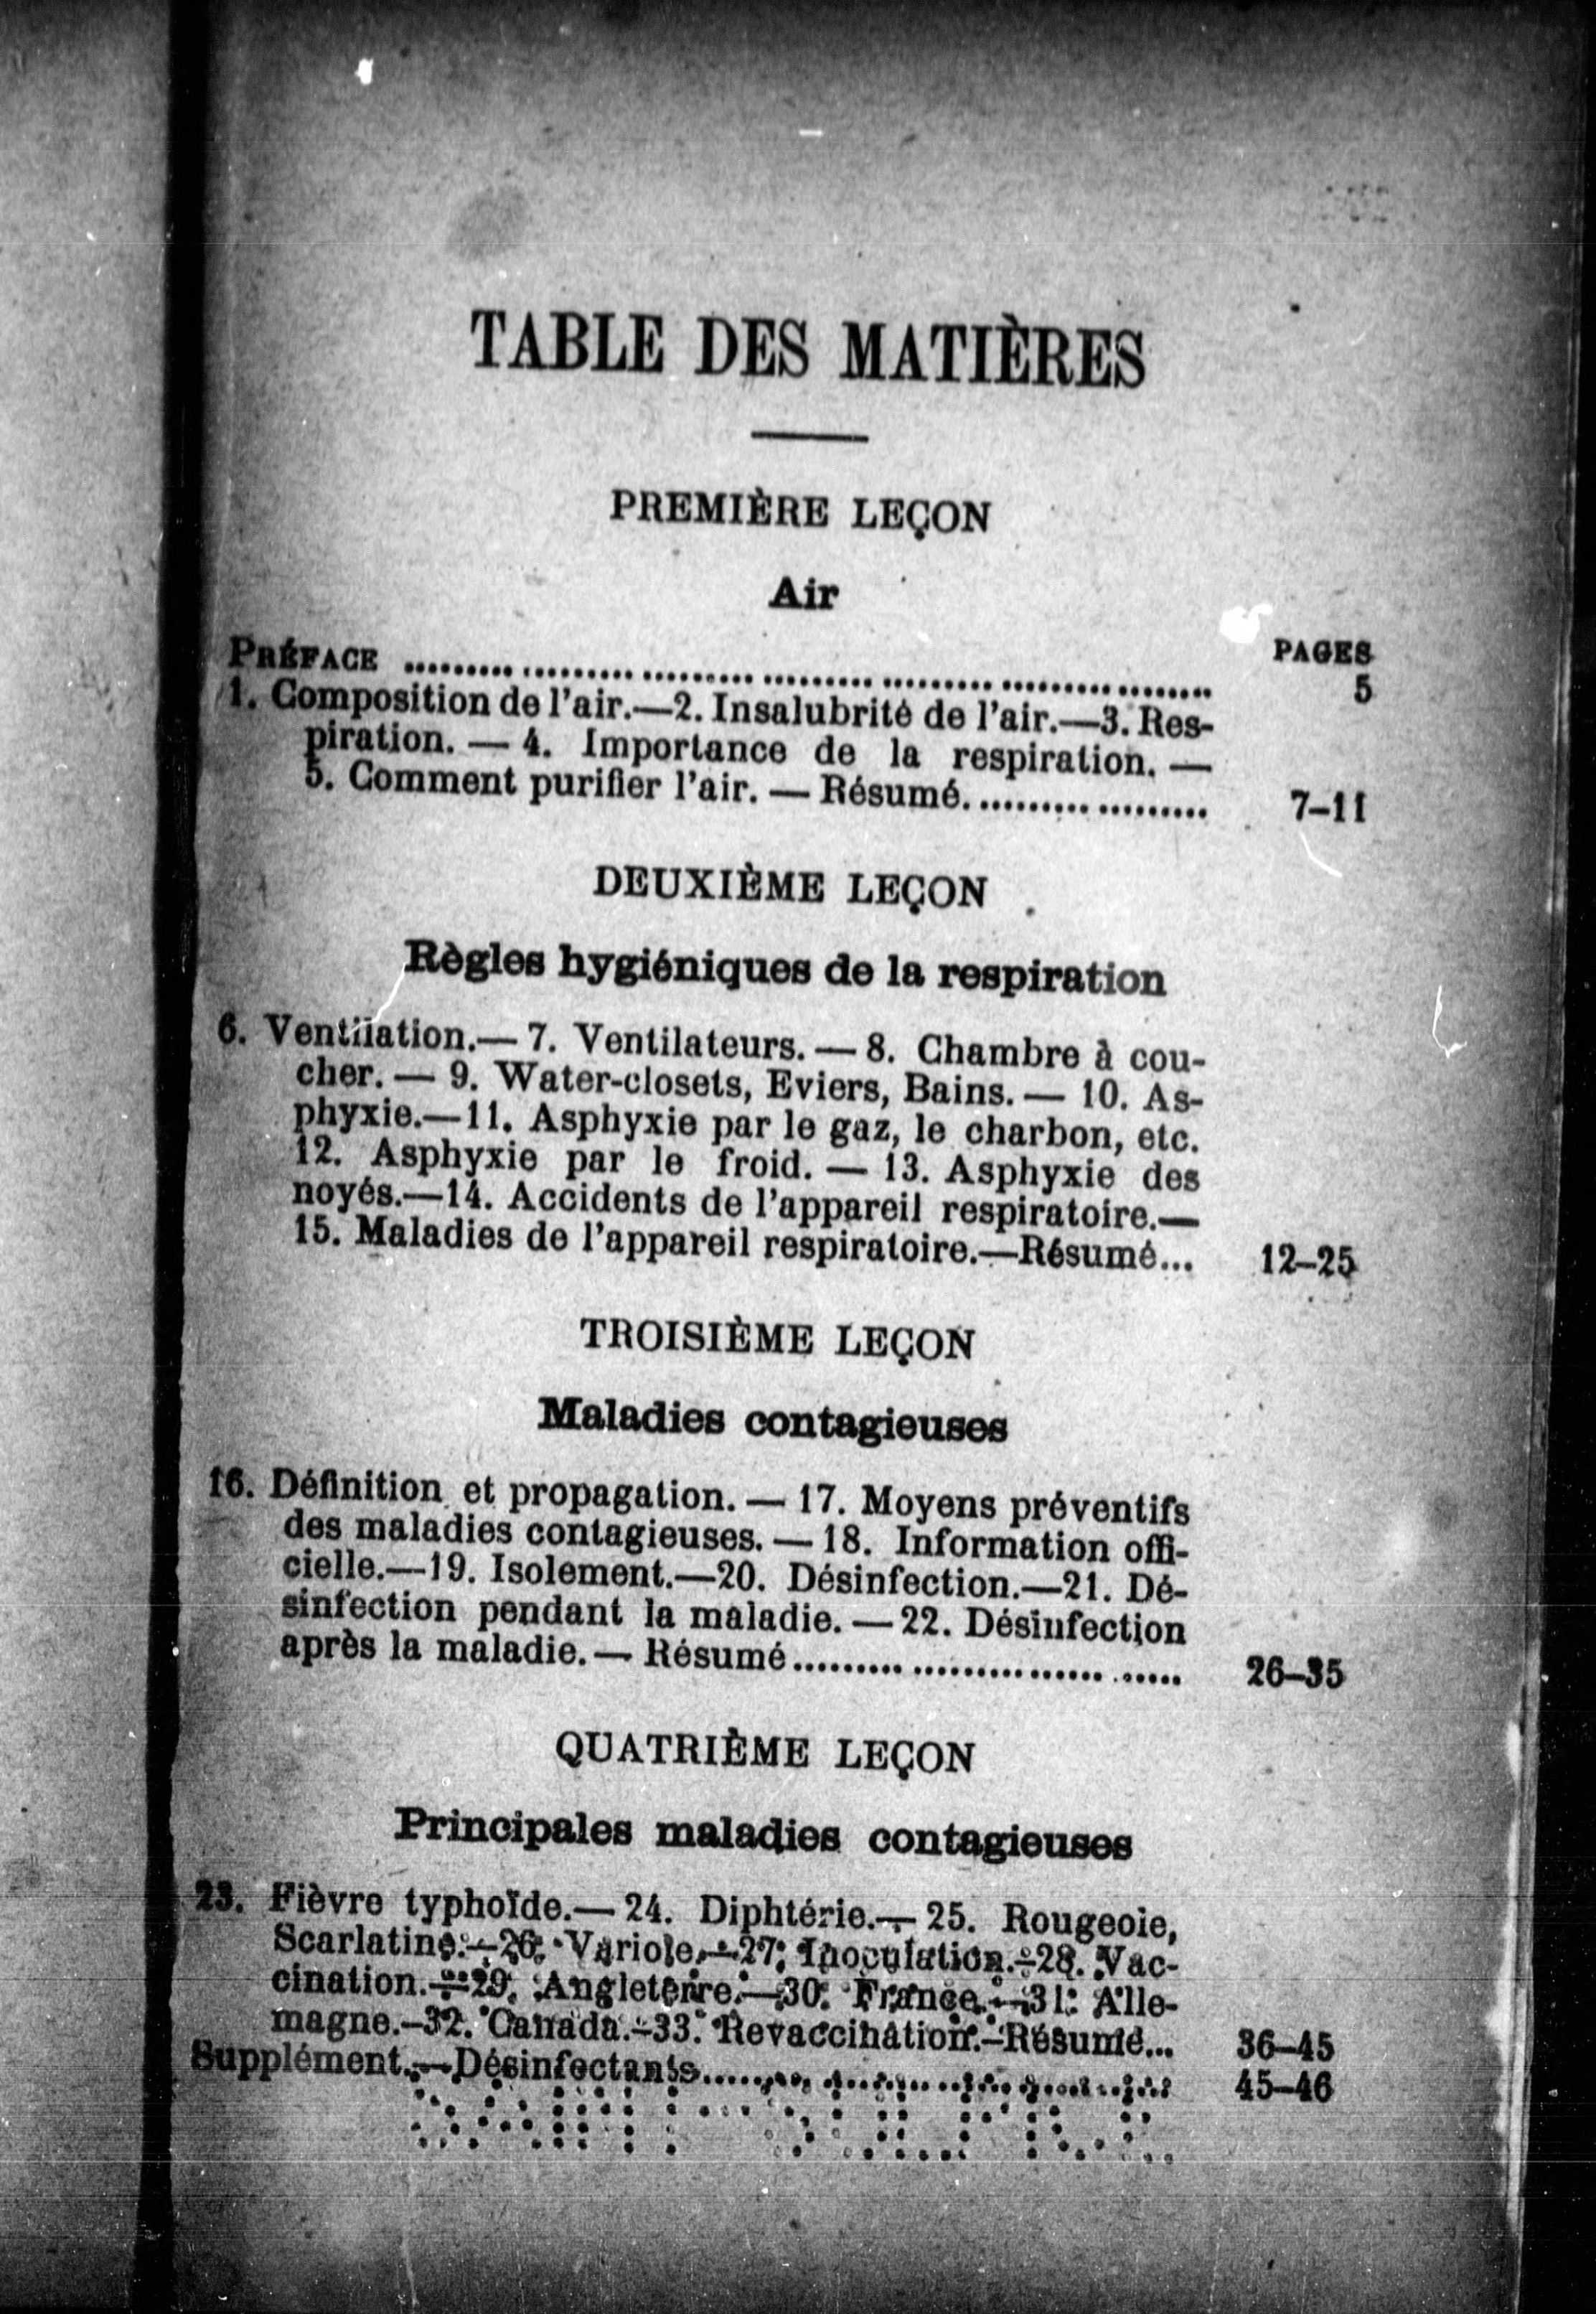 TABLE DES MATIÈRES
PREMIÈRE LEÇON
Air
PAGES
PRÉFACE .................................................................. 5
1. Composition de l'air.—2. Insalubrité de l'air.—3. Res-
piration. — 4. Importance de la respiration. —
5. Comment purifier l'air. — Résumé................... 7–11
DEUXIÈME LEÇON
Règles hygiéniques de la respiration
6. Ventilation.— 7. Ventilateurs. — 8. Chambre à cou-
cher. — 9. Water-closets, Eviers, Bains. — 10. As-
phyxie.—11. Asphyxie par le gaz, le charbon, etc.
12. Asphyxie par le froid. — 13. Asphyxie des
noyés.—14. Accidents de l'appareil respiratoire.—
15. Maladies de l'appareil respiratoire.—Résumé... 12–25
TROISIÈME LEÇON
Maladies contagieuses
16. Définition et propagation. — 17. Moyens préventifs
des maladies contagieuses. — 18. Information offi-
cielle.—19. Isolement.—20. Désinfection.—21. Dé-
sinfection pendant la maladie. — 22. Désinfection
après la maladie. — Résumé................................ 26–35
QUATRIÈME LEÇON
Principales maladies contagieuses
23. Fièvre typhoïde.— 24. Diphtérie.— 25. Rougeole,
Scarlatine.—26. Variole.—27. Inoculation.—28. Vac-
cination.—29. Angleterre.—30. France.—31. Alle-
magne.—32. Canada.—33. Revaccination.—Résumé... 36–45
Supplément.—Désinfectants....................................... 45–46